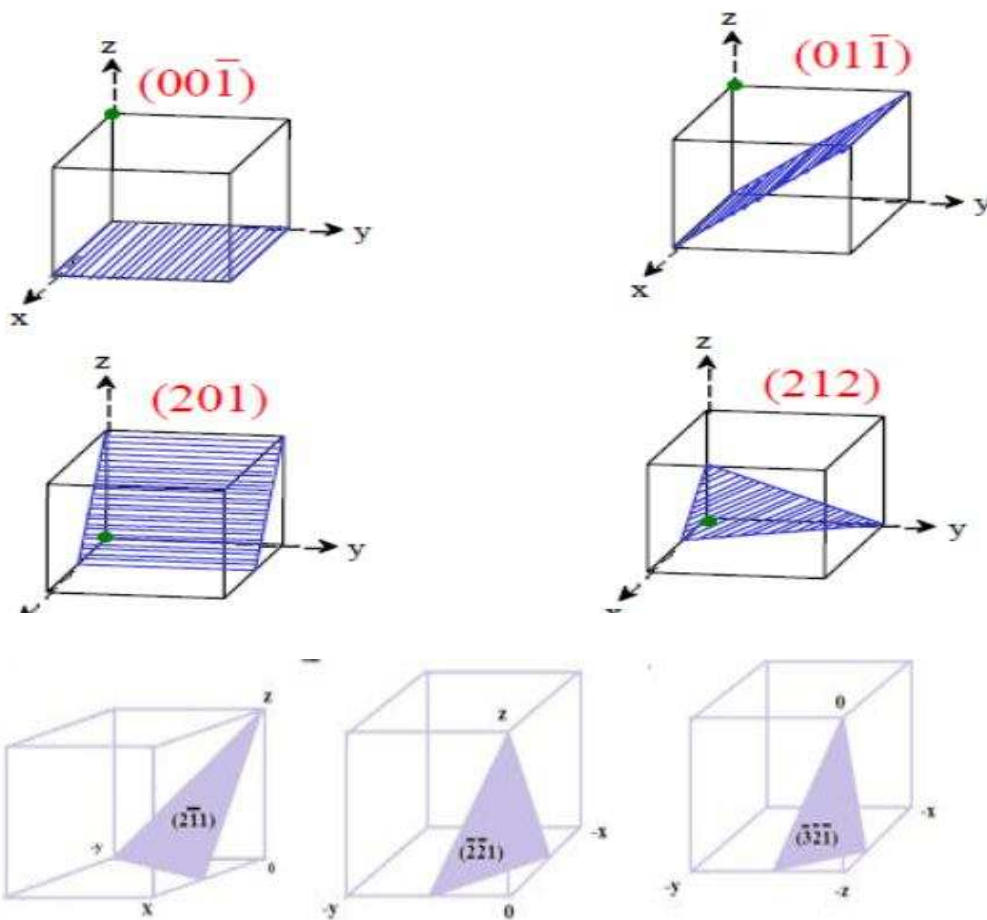 z
(001̄)
y
x
z
(011̄)
y
x
z
(201)
y
z
(212)
y
z
(21̄1)
-y
0
x
z
(2̄2̄1)
-x
-y
0
0
(3̄2̄1̄)
-x
-y
-z